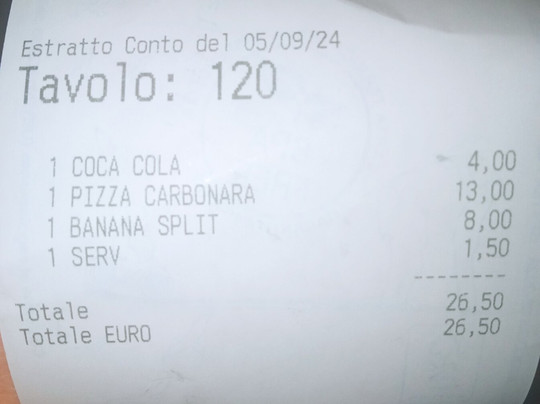 Estratto Conto del 05/09/24
Tavolo: 120
1 COCA COLA 4,00
1 PIZZA CARBONARA 13,00
1 BANANA SPLIT 8,00
1 SERV 1,50
--------
Totale 26,50
Totale EURO 26,50